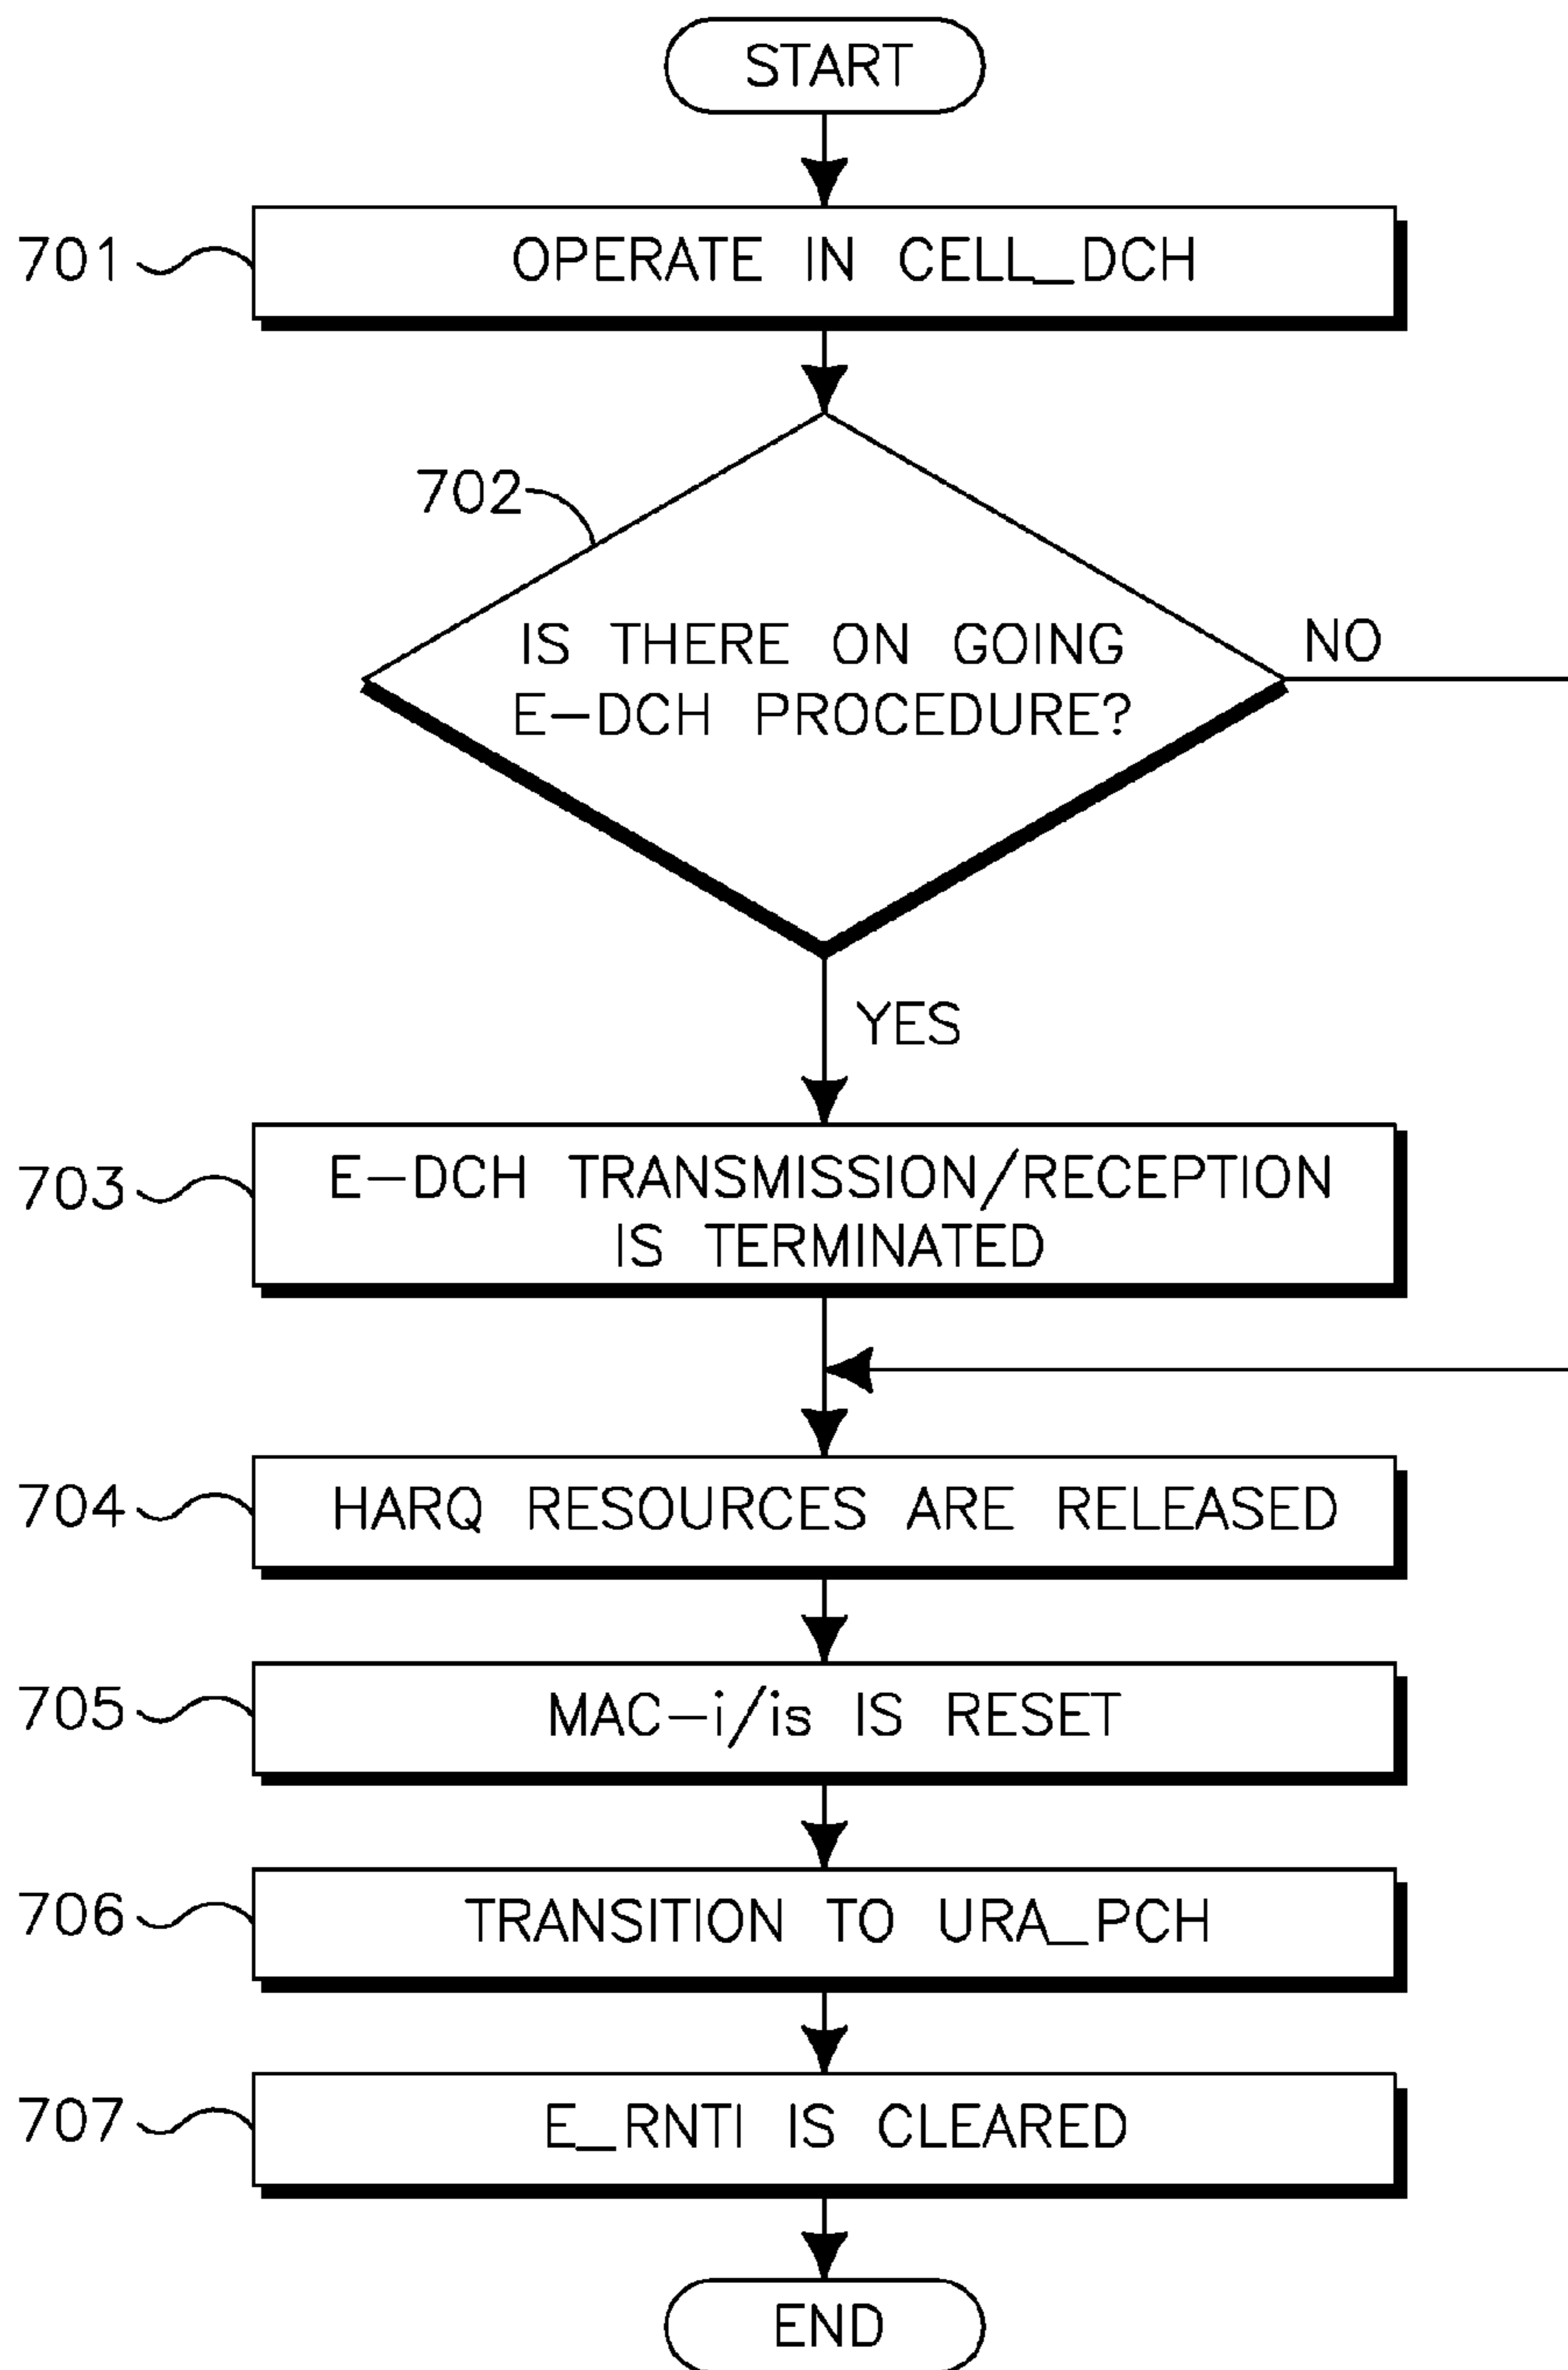 START
701
OPERATE IN CELL_DCH
702
IS THERE ON GOING
E-DCH PROCEDURE?
NO
YES
703
E-DCH TRANSMISSION/RECEPTION
IS TERMINATED
704
HARQ RESOURCES ARE RELEASED
705
MAC-i/is IS RESET
706
TRANSITION TO URA_PCH
707
E_RNTI IS CLEARED
END